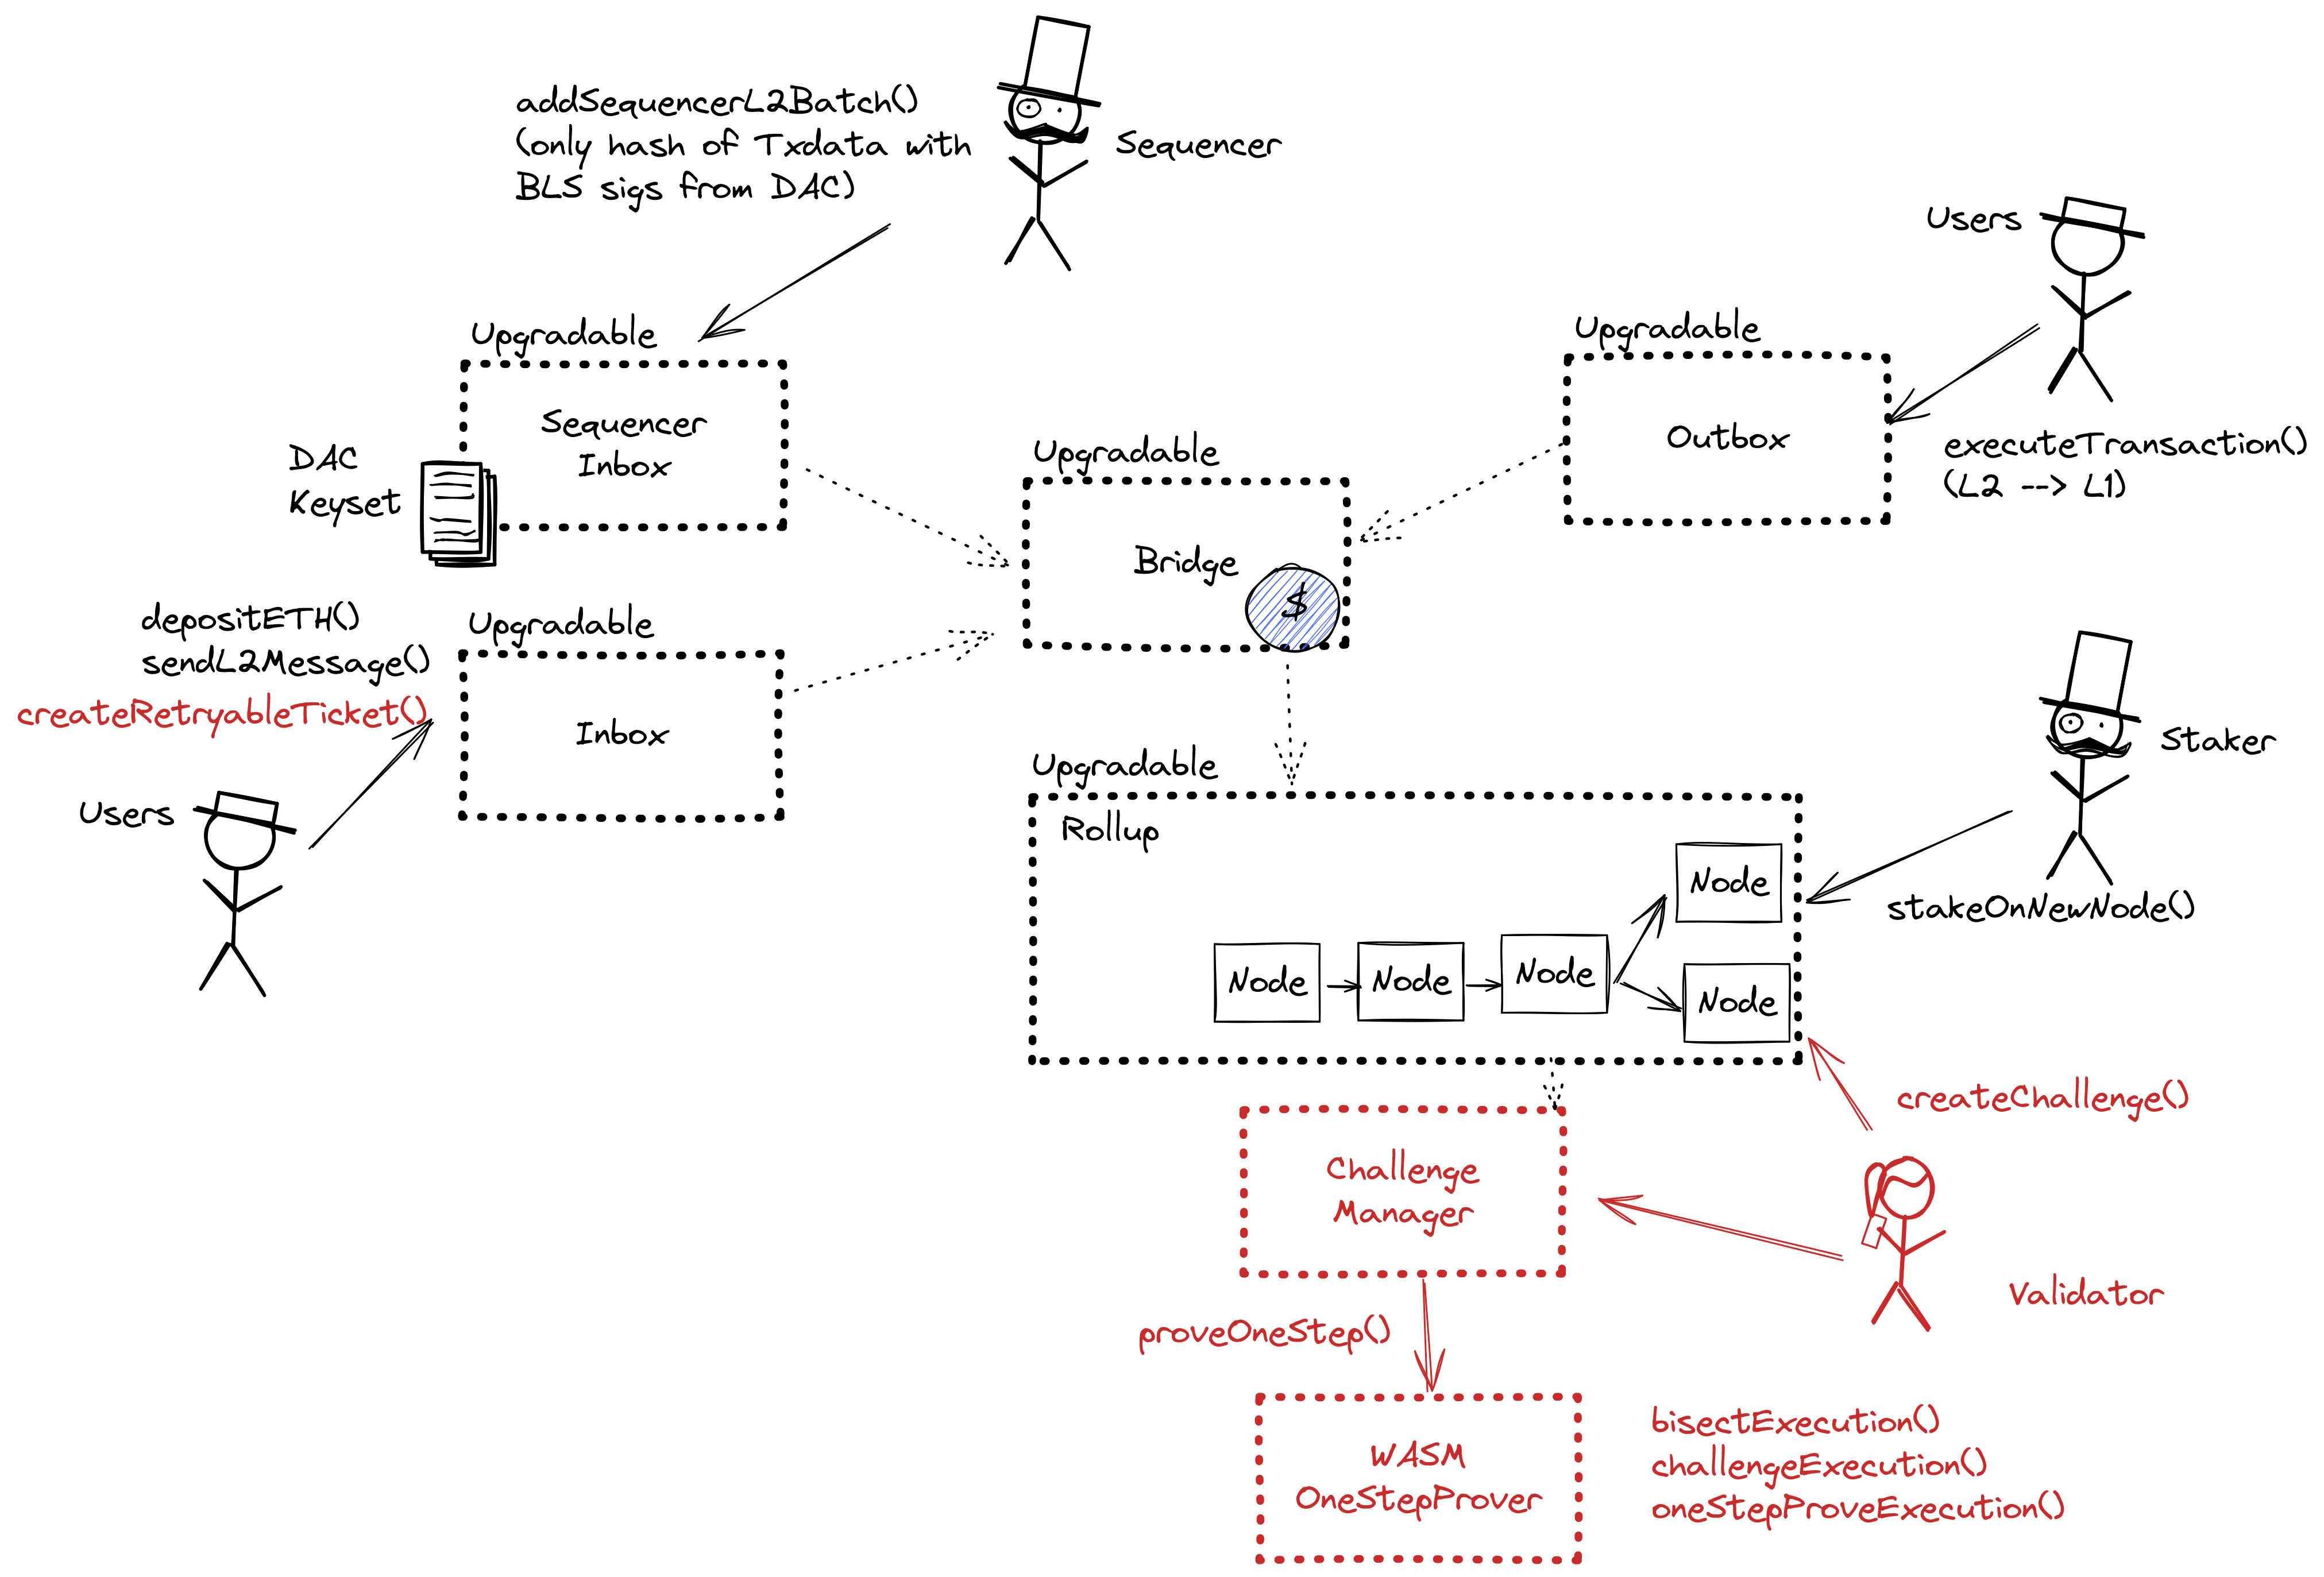 addSequencerL2Batch()
(only hash of Txdata with
BLS sigs from DAC)
Sequencer
Users
Upgradable
Sequencer
Inbox
DAC
Keyset
Upgradable
Outbox
executeTransaction()
(L2 --> L1)
Upgradable
Bridge
$
depositETH()
sendL2Message()
createRetryableTicket()
Upgradable
Inbox
Users
Staker
stakeOnNewNode()
Upgradable
Rollup
Node
Node
Node
Node
Node
createChallenge()
Challenge
Manager
Validator
proveOneStep()
WASM
OneStepProver
bisectExecution()
challengeExecution()
oneStepProveExecution()